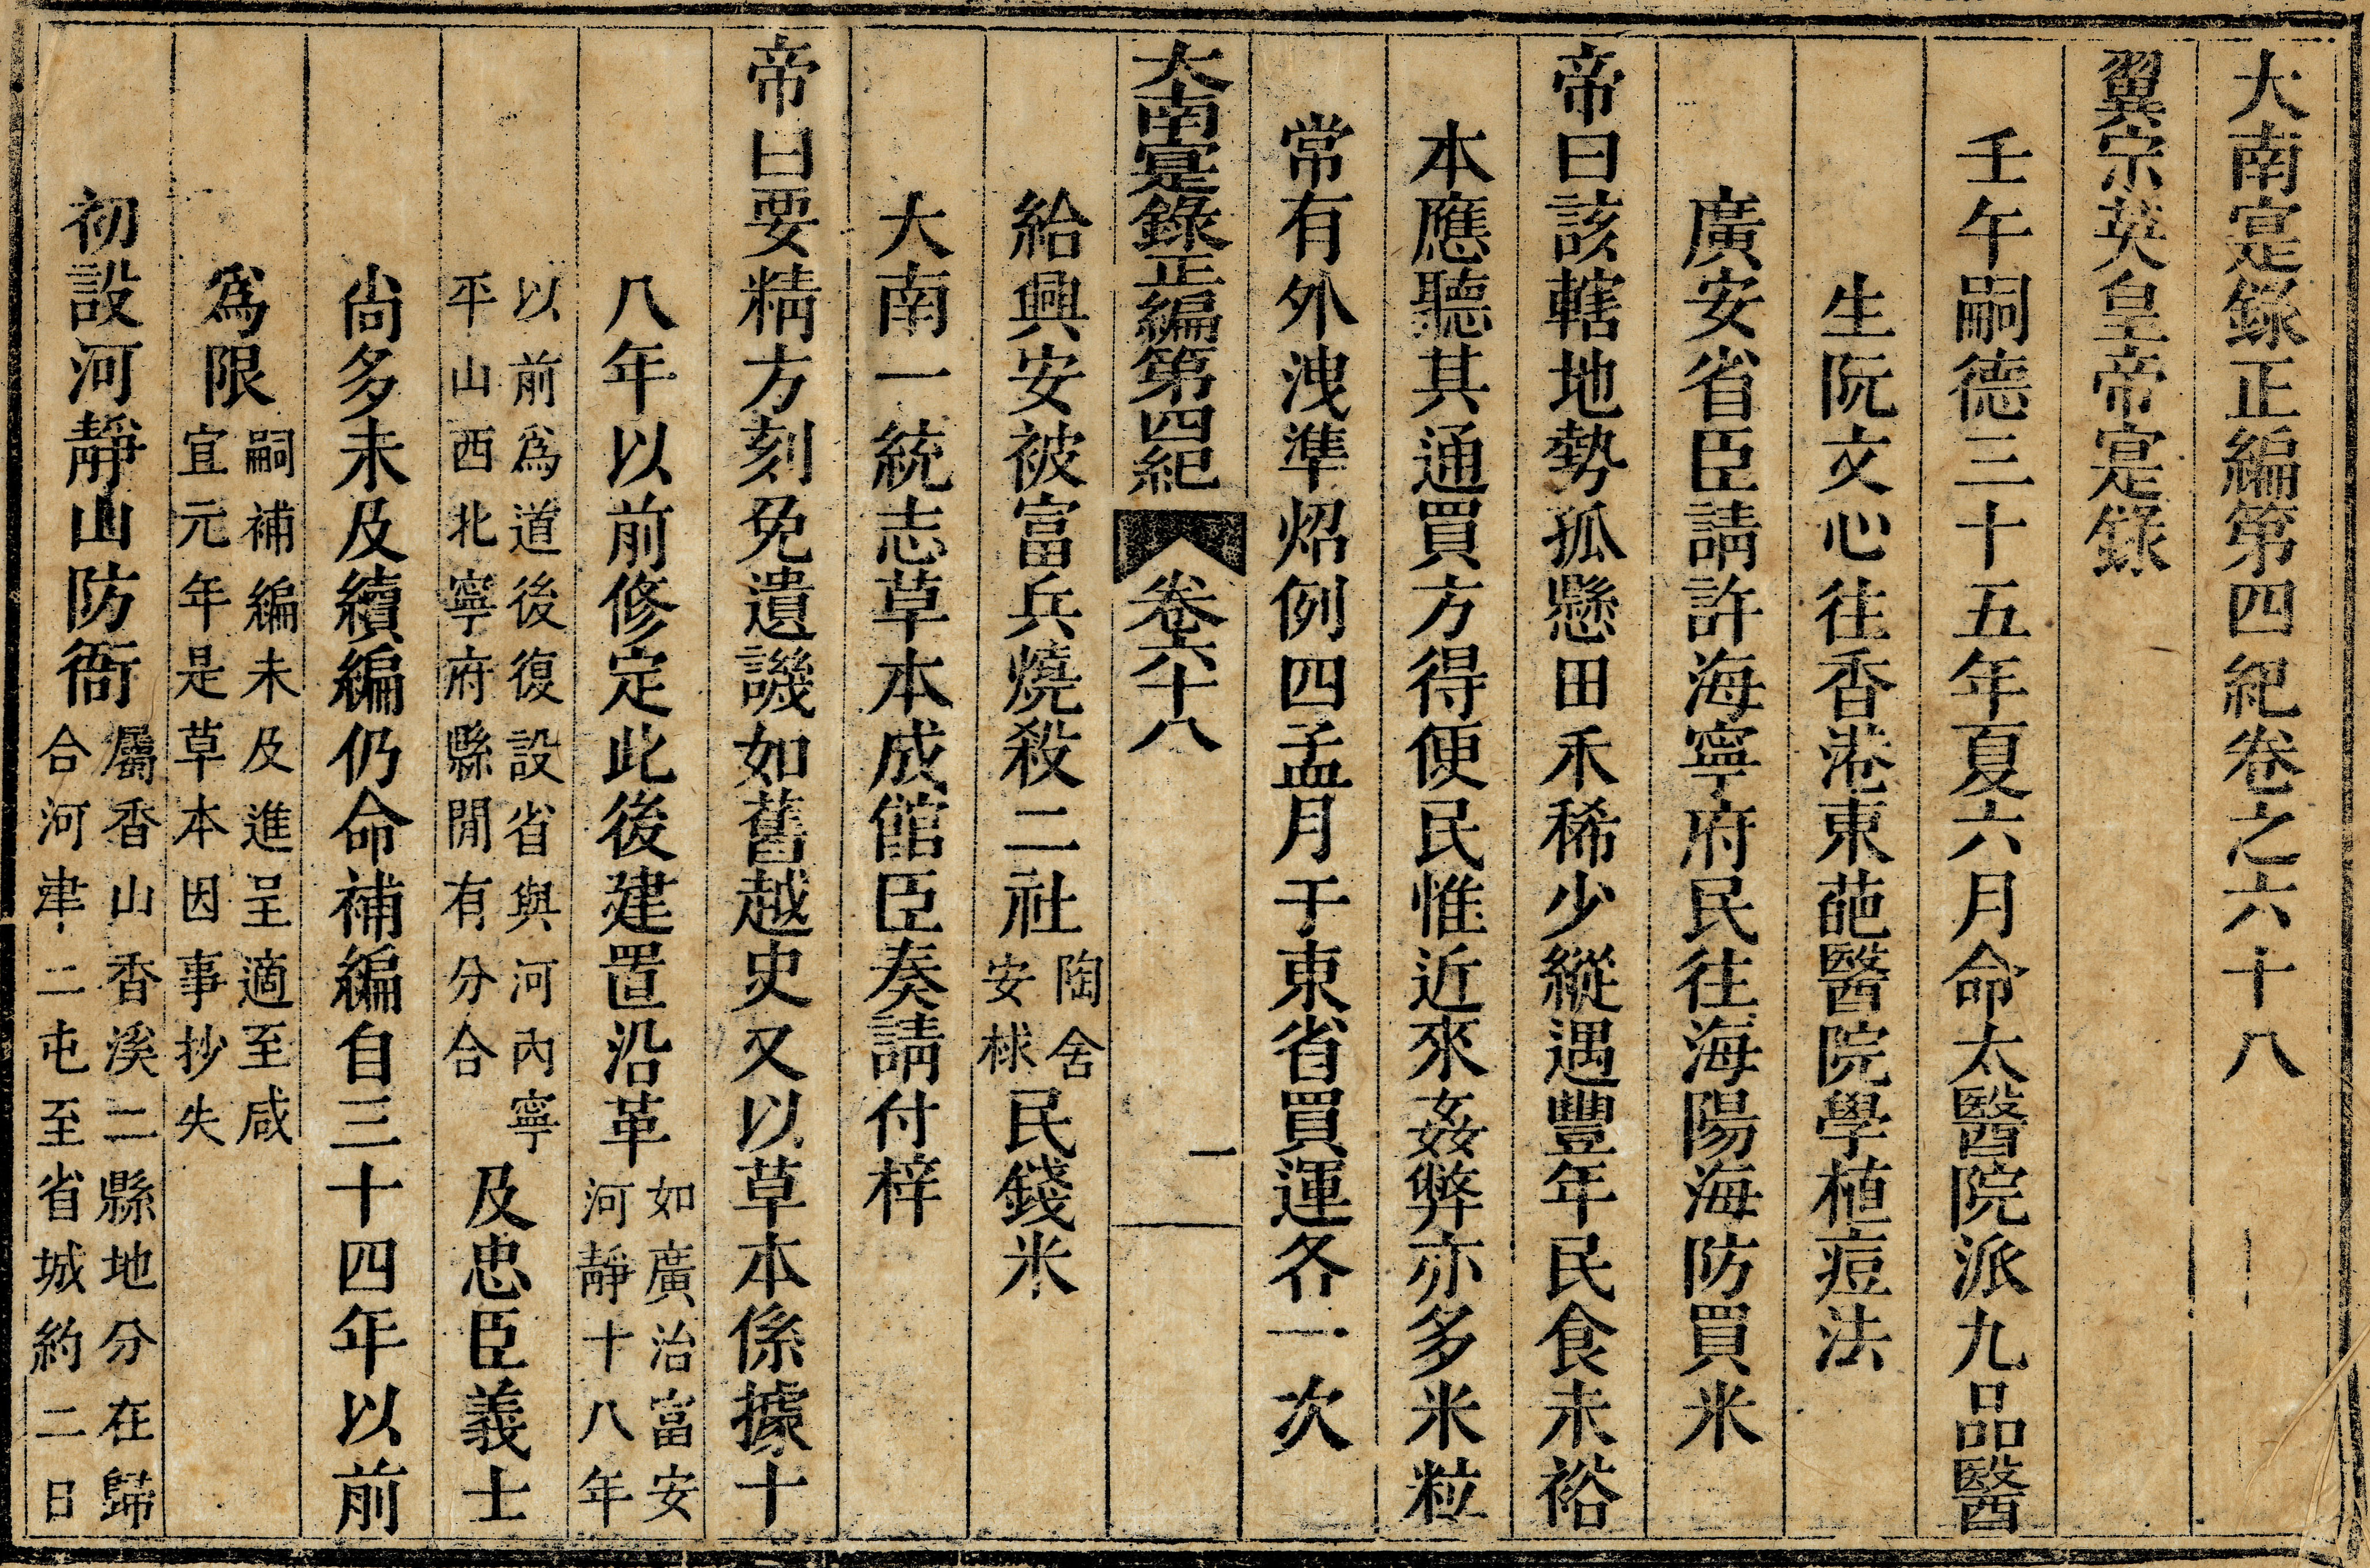 大南寔錄正編第四紀卷之六十八
翼宗英皇帝寔錄
壬午嗣德三十五年夏六月命太醫院派九品醫
生阮文心往香港東葩醫院學植痘法
廣安省臣請許海寧府民往海陽海防買米
帝曰該轄地勢孤懸田禾稀少縱遇豐年民食未裕
本應聽其通買方得便民惟近來姦弊亦多米粒
常有外洩準炤例四孟月于東省買運各一次
大南寔錄正編第四紀 卷六十八 一
給興安被富兵燒殺二社陶舍安梂民錢米
大南一統志草本成館臣奏請付梓
帝曰要精方刻免遺譏如舊越史又以草本係據十
八年以前修定此後建置沿革如廣治富安河靜十八年
以前爲道後復設省與河內寧平山西北寧府縣閒有分合及忠臣義士
尙多未及續編仍命補編自三十四年以前
爲限嗣補編未及進呈適至咸宜元年是草本因事抄失
初設河靜山防衙屬香山香溪二縣地分在歸合河聿二屯至省城約二日